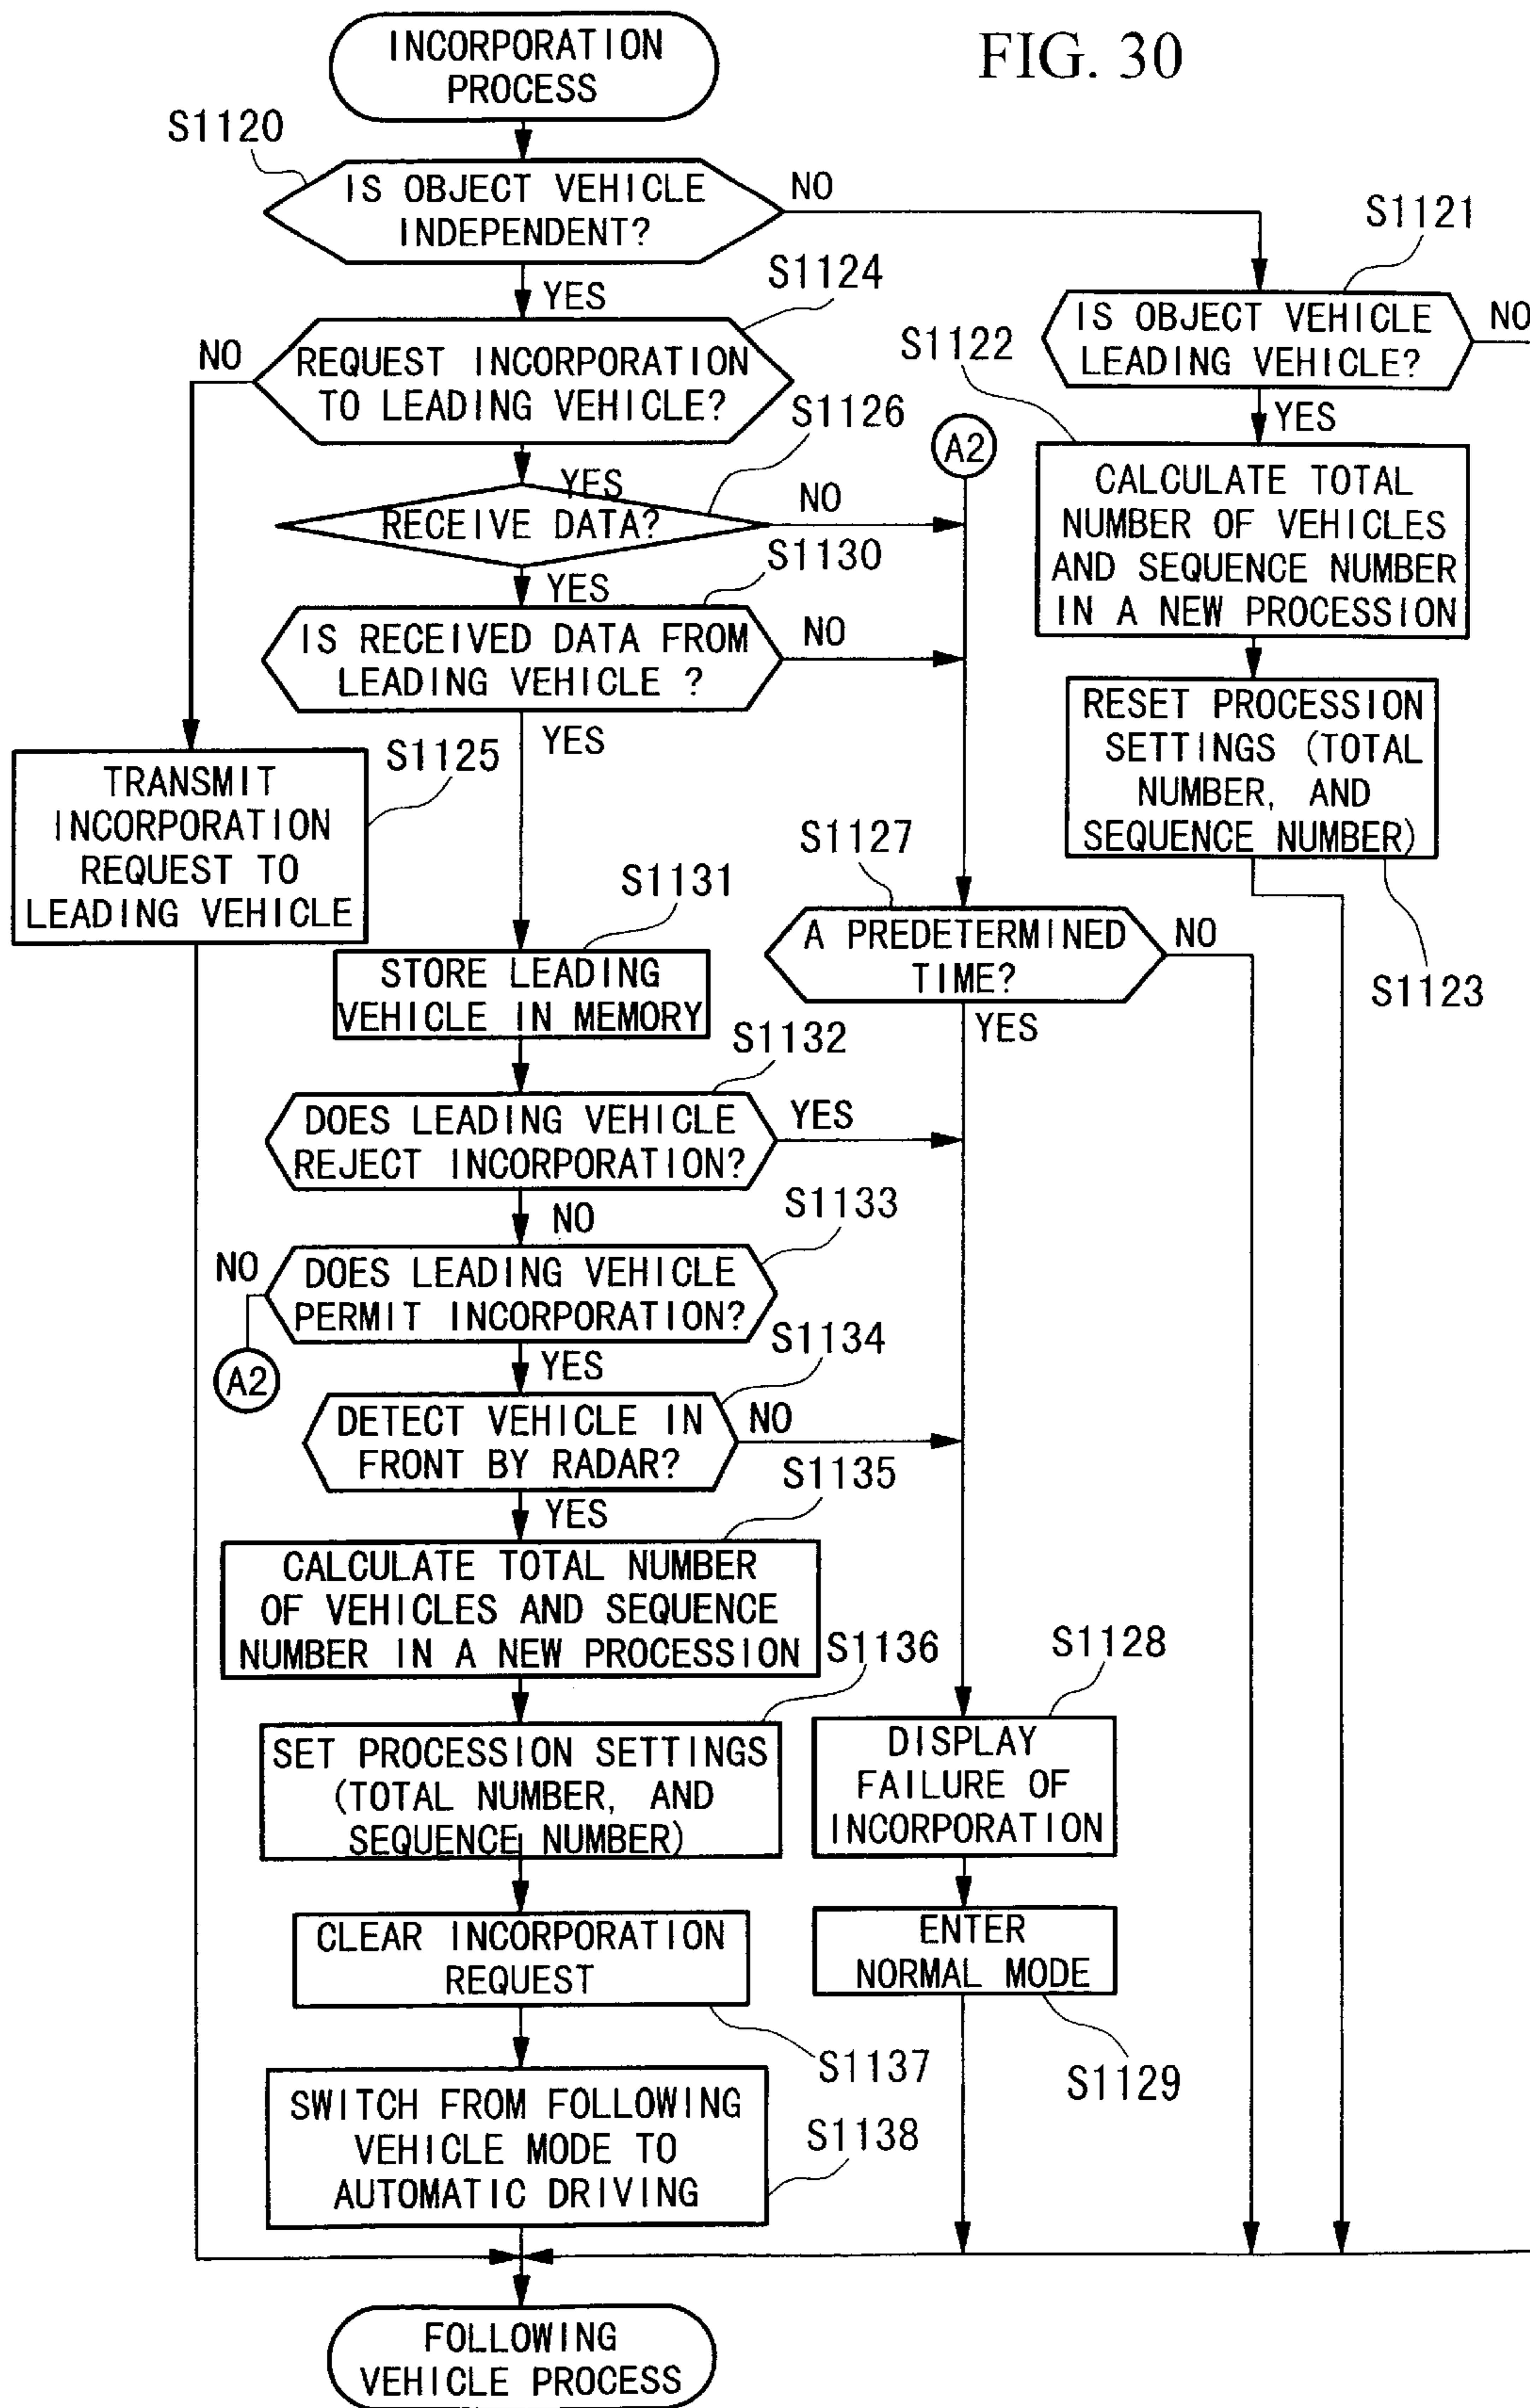 INCORPORATION
PROCESS
FIG. 30
S1120
IS OBJECT VEHICLE
INDEPENDENT?
NO
YES
S1121
IS OBJECT VEHICLE
LEADING VEHICLE?
NO
YES
S1124
REQUEST INCORPORATION
TO LEADING VEHICLE?
NO
YES
S1122
CALCULATE TOTAL
NUMBER OF VEHICLES
AND SEQUENCE NUMBER
IN A NEW PROCESSION
S1126
RECEIVE DATA?
NO
YES
A2
S1130
IS RECEIVED DATA FROM
LEADING VEHICLE ?
NO
YES
RESET PROCESSION
SETTINGS (TOTAL
NUMBER, AND
SEQUENCE NUMBER)
S1123
S1125
TRANSMIT
INCORPORATION
REQUEST TO
LEADING VEHICLE
S1127
A PREDETERMINED
TIME?
NO
YES
S1131
STORE LEADING
VEHICLE IN MEMORY
S1132
DOES LEADING VEHICLE
REJECT INCORPORATION?
YES
NO
S1133
DOES LEADING VEHICLE
PERMIT INCORPORATION?
NO
A2
YES
S1134
DETECT VEHICLE IN
FRONT BY RADAR?
NO
YES
S1135
CALCULATE TOTAL NUMBER
OF VEHICLES AND SEQUENCE
NUMBER IN A NEW PROCESSION
S1136
SET PROCESSION SETTINGS
(TOTAL NUMBER, AND
SEQUENCE NUMBER)
S1128
DISPLAY
FAILURE OF
INCORPORATION
CLEAR INCORPORATION
REQUEST
S1137
ENTER
NORMAL MODE
S1129
SWITCH FROM FOLLOWING
VEHICLE MODE TO
AUTOMATIC DRIVING
S1138
FOLLOWING
VEHICLE PROCESS